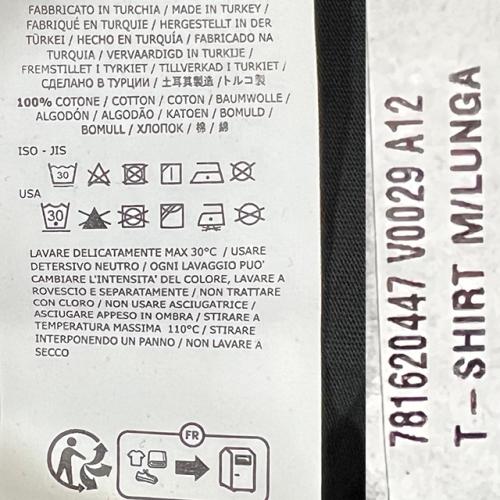 FABBRICATO IN TURCHIA / MADE IN TURKEY /
FABRIQUÉ EN TURQUIE / HERGESTELLT IN DER
TÜRKEI / HECHO EN TURQUÍA / FABRICADO NA
TURQUIA / VERVAARDIGD IN TURKIJE /
FREMSTILLET I TYRKIET / TILLVERKAD I TURKIET /
СДЕЛАНО В ТУРЦИИ / 土耳其製造 /トルコ製
100% COTONE / COTTON / COTON / BAUMWOLLE /
ALGODÓN / ALGODÃO / KATOEN / BOMULD /
BOMULL / ХЛОПОК / 棉 / 綿
ISO - JIS
30
USA
30
LAVARE DELICATAMENTE MAX 30°C / USARE
DETERSIVO NEUTRO / OGNI LAVAGGIO PUO'
CAMBIARE L'INTENSITA' DEL COLORE, LAVARE A
ROVESCIO E SEPARATAMENTE / NON TRATTARE
CON CLORO / NON USARE ASCIUGATRICE /
ASCIUGARE APPESO IN OMBRA / STIRARE A
TEMPERATURA MASSIMA 110°C / STIRARE
INTERPONENDO UN PANNO / NON LAVARE A
SECCO
FR
781620447 V0029 A12
T-SHIRT M/LUNGA